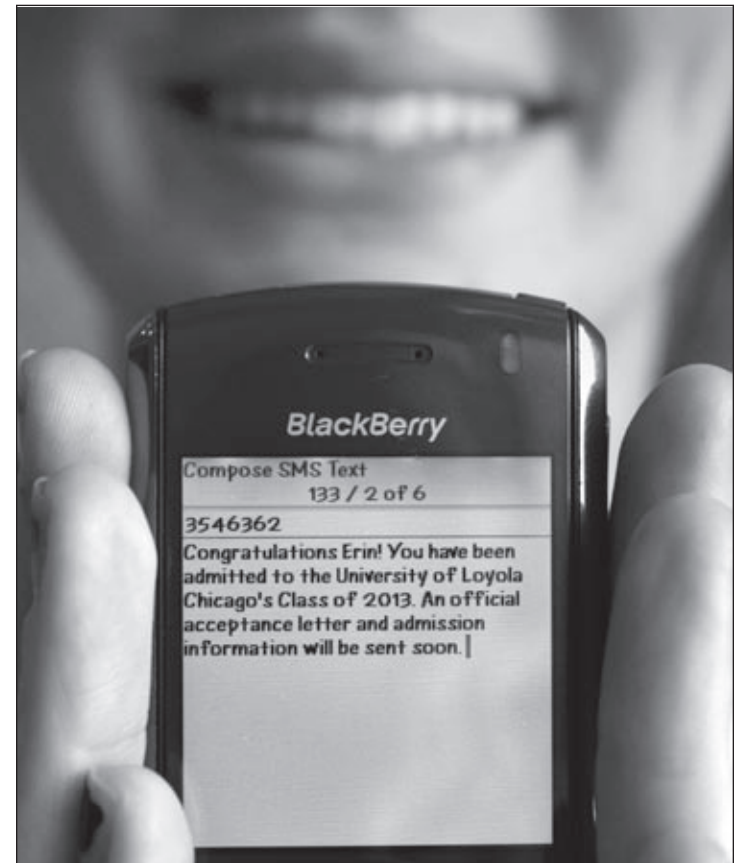 BlackBerry
Compose SMS Text
133 / 2 of 6
3546362
Congratulations Erin! You have been
admitted to the University of Loyola
Chicago's Class of 2013. An official
acceptance letter and admission
information will be sent soon.